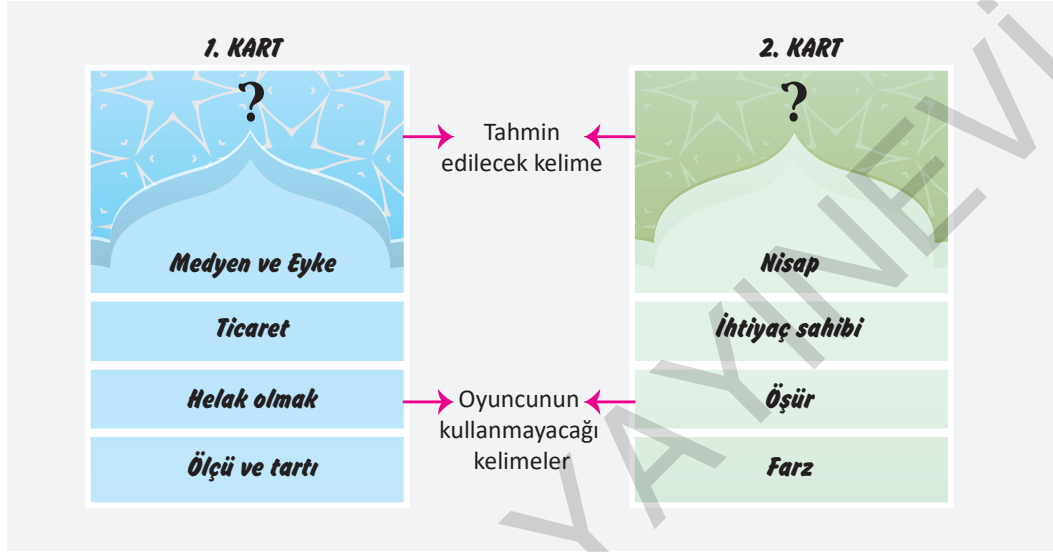 1. KART
?
Medyen ve Eyke
Ticaret
Helak olmak
Ölçü ve tartı
Tahmin
edilecek kelime
Oyuncunun
kullanmayacağı
kelimeler
2. KART
?
Nisap
İhtiyaç sahibi
Öşür
Farz
YAYINEVİ